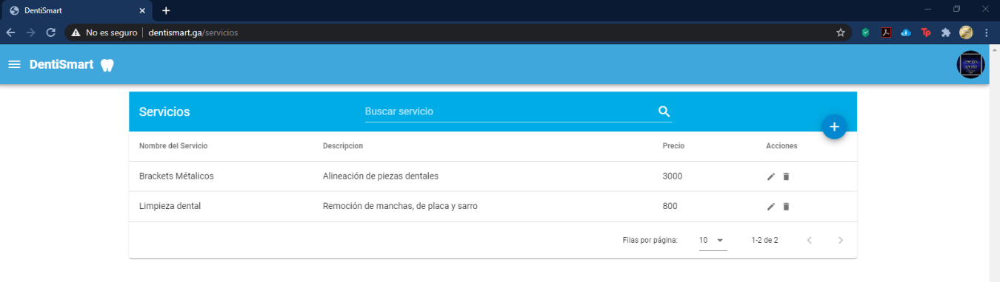 DentiSmart
No es seguro dentismart.ga/servicios
Tp
DentiSmart
Servicios Buscar servicio
+
Nombre del Servicio Descripcion Precio Acciones
Brackets Métalicos Alineación de piezas dentales 3000
Limpieza dental Remoción de manchas, de placa y sarro 800
Filas por página: 10 1-2 de 2